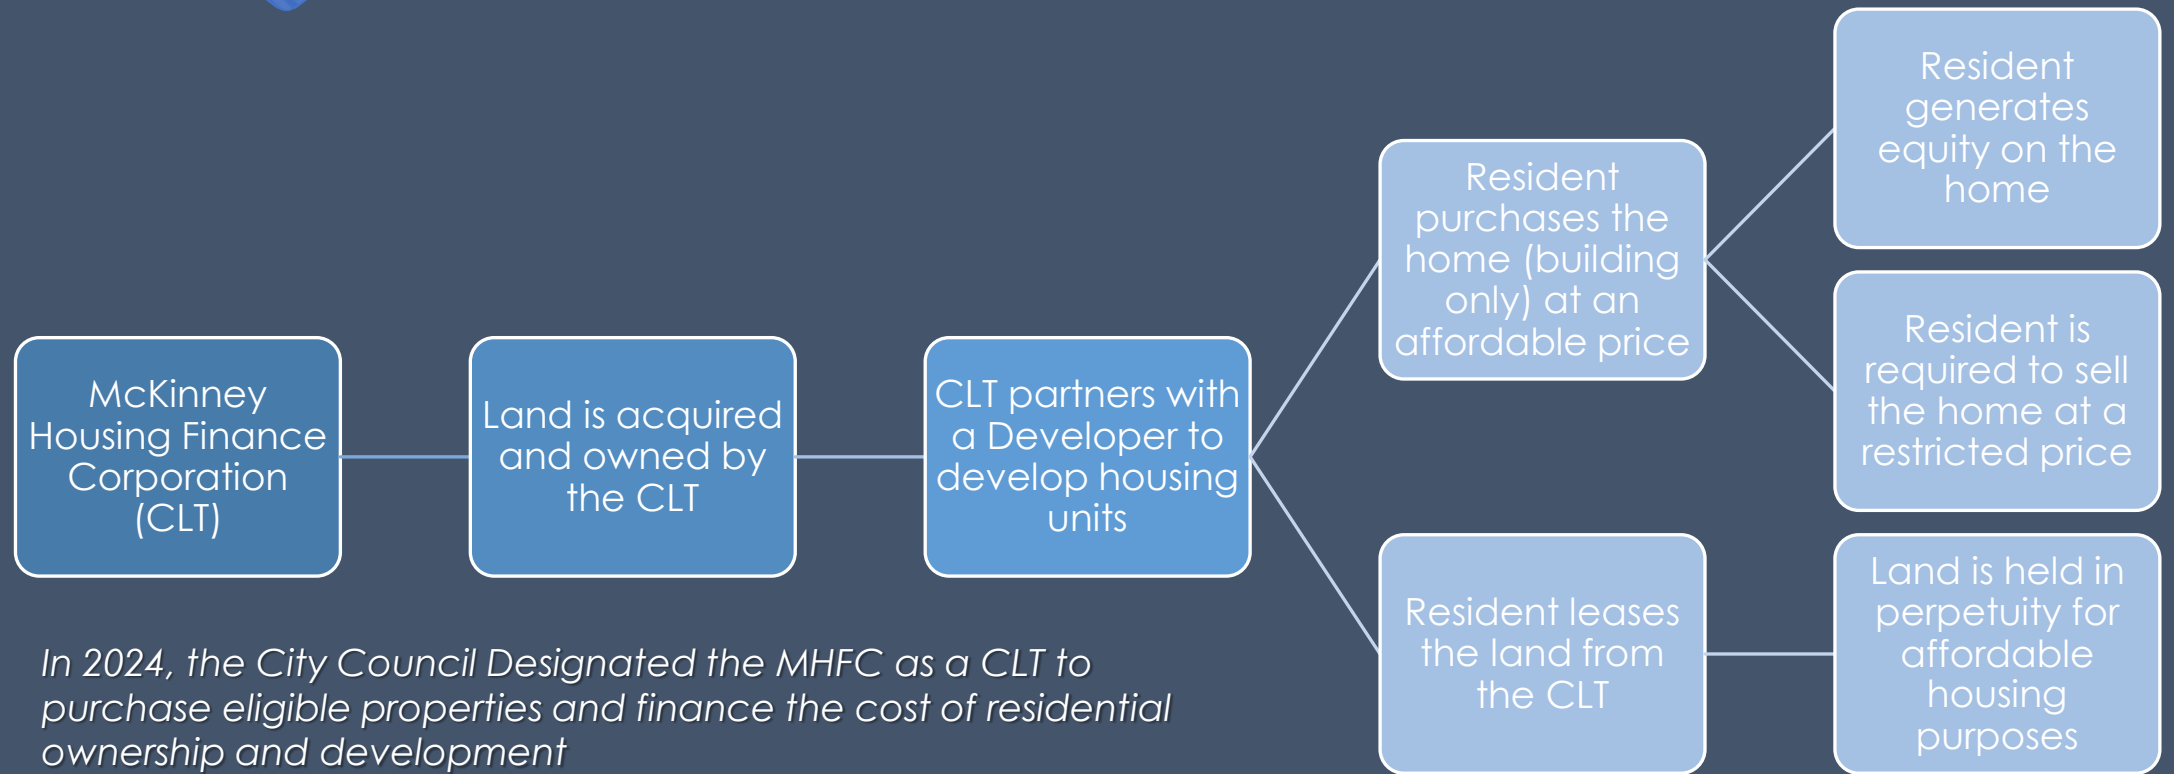 McKinney
Housing Finance
Corporation
(CLT)
Land is acquired
and owned by
the CLT
CLT partners with
a Developer to
develop housing
units
Resident
purchases the
home (building
only) at an
affordable price
Resident
generates
equity on the
home
Resident is
required to sell
the home at a
restricted price
Resident leases
the land from
the CLT
Land is held in
perpetuity for
affordable
housing
purposes
In 2024, the City Council Designated the MHFC as a CLT to
purchase eligible properties and finance the cost of residential
ownership and development